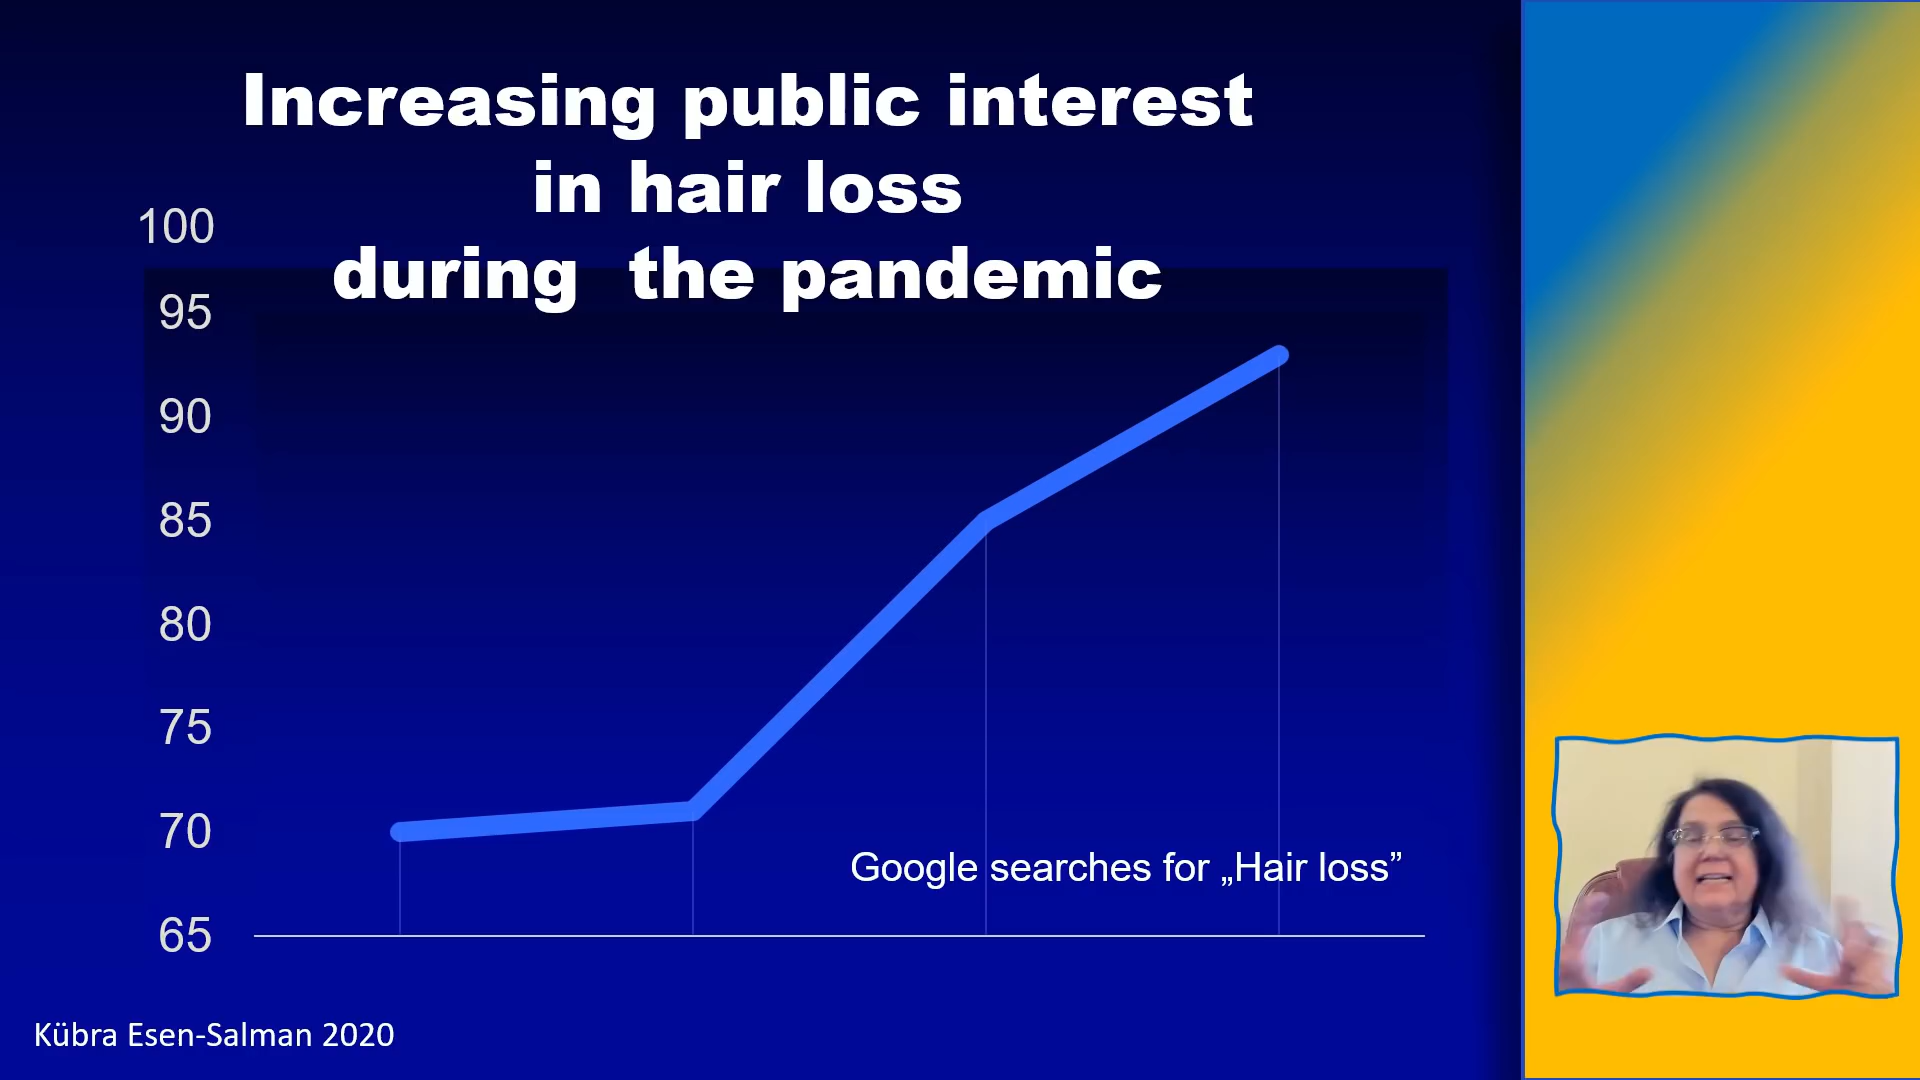 Increasing public interest
in hair loss
during  the pandemic
100
95
90
85
80
75
70
65
Google searches for „Hair loss”
Kübra Esen-Salman 2020